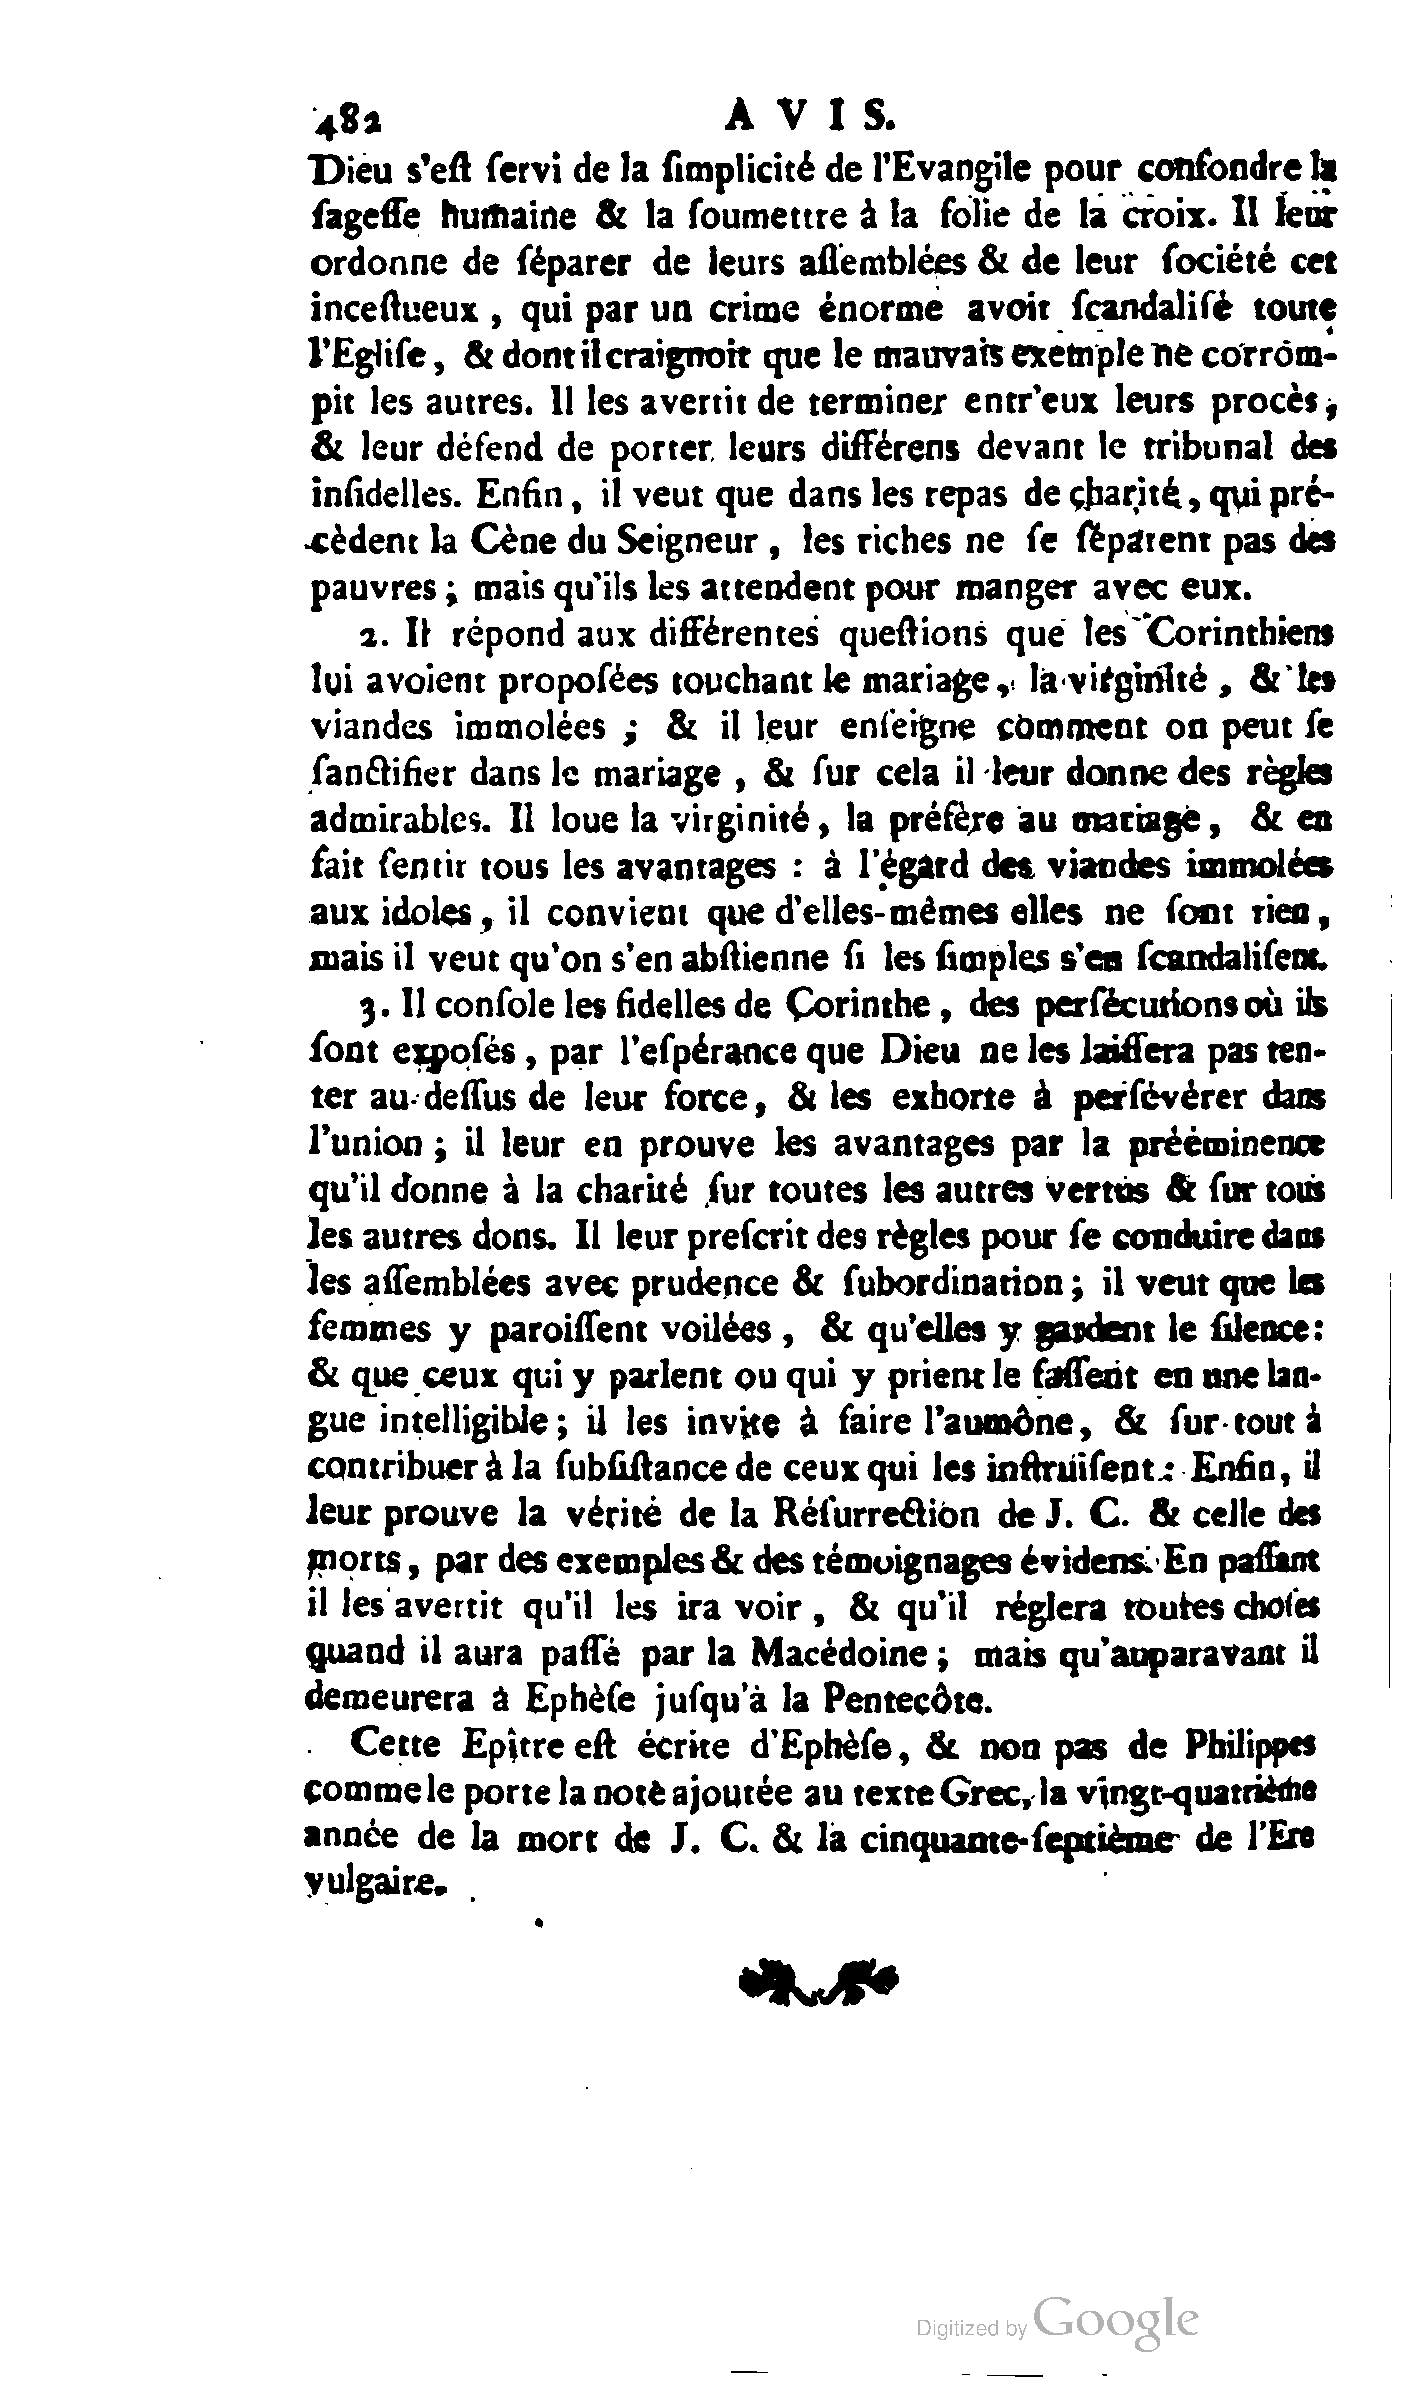 482 A V I S.
Dieu s'eſt ſervi de la ſimplicité de l'Evangile pour confondre la
ſageſſe humaine & la ſoumettre à la folie de la croix. Il leur
ordonne de ſéparer de leurs aſſemblées & de leur ſociété cet
inceſtueux , qui par un crime énorme avoit ſcandaliſé toute
l'Egliſe, & dont il craignoit que le mauvais exemple ne corrom-
pit les autres. Il les avertit de terminer entr'eux leurs procès,
& leur défend de porter leurs différens devant le tribunal des
infidelles. Enfin, il veut que dans les repas de charité, qui pré-
cèdent la Cène du Seigneur , les riches ne ſe ſéparent pas des
pauvres ; mais qu'ils les attendent pour manger avec eux.
2. Il répond aux différentes queſtions que les Corinthiens
lui avoient propoſées touchant le mariage, la virginité , & les
viandes immolées ; & il leur enſeigne comment on peut ſe
ſanctifier dans le mariage , & ſur cela il leur donne des règles
admirables. Il loue la virginité, la préfère au mariage, & en
fait ſentir tous les avantages : à l'égard des viandes immolées
aux idoles, il convient que d'elles-mêmes elles ne ſont rien,
mais il veut qu'on s'en abſtienne ſi les ſimples s'en ſcandaliſent.
3. Il conſole les fidelles de Corinthe, des perſécutions où ils
ſont expoſés , par l'eſpérance que Dieu ne les laiſſera pas ten-
ter au-deſſus de leur force, & les exhorte à perſévérer dans
l'union ; il leur en prouve les avantages par la prééminence
qu'il donne à la charité ſur toutes les autres vertus & ſur tous
les autres dons. Il leur preſcrit des règles pour ſe conduire dans
les aſſemblées avec prudence & ſubordination ; il veut que les
femmes y paroiſſent voilées , & qu'elles y gardent le ſilence:
& que ceux qui y parlent ou qui y prient le faſſent en une lan-
gue intelligible ; il les invite à faire l'aumône, & ſur-tout à
contribuer à la ſubſiſtance de ceux qui les inſtruiſent: Enfin, il
leur prouve la vérité de la Réſurrection de J. C. & celle des
morts, par des exemples & des témoignages évidens. En paſſant
il les avertit qu'il les ira voir , & qu'il réglera toutes choſes
quand il aura paſſé par la Macédoine ; mais qu'auparavant il
demeurera à Ephèſe juſqu'à la Pentecôte.
Cette Epître eſt écrite d'Ephèſe, & non pas de Philippes
comme le porte la note ajoutée au texte Grec, la vingt-quatrième
année de la mort de J. C. & la cinquante-ſeptième de l'Ere
vulgaire.
Digitized by Google